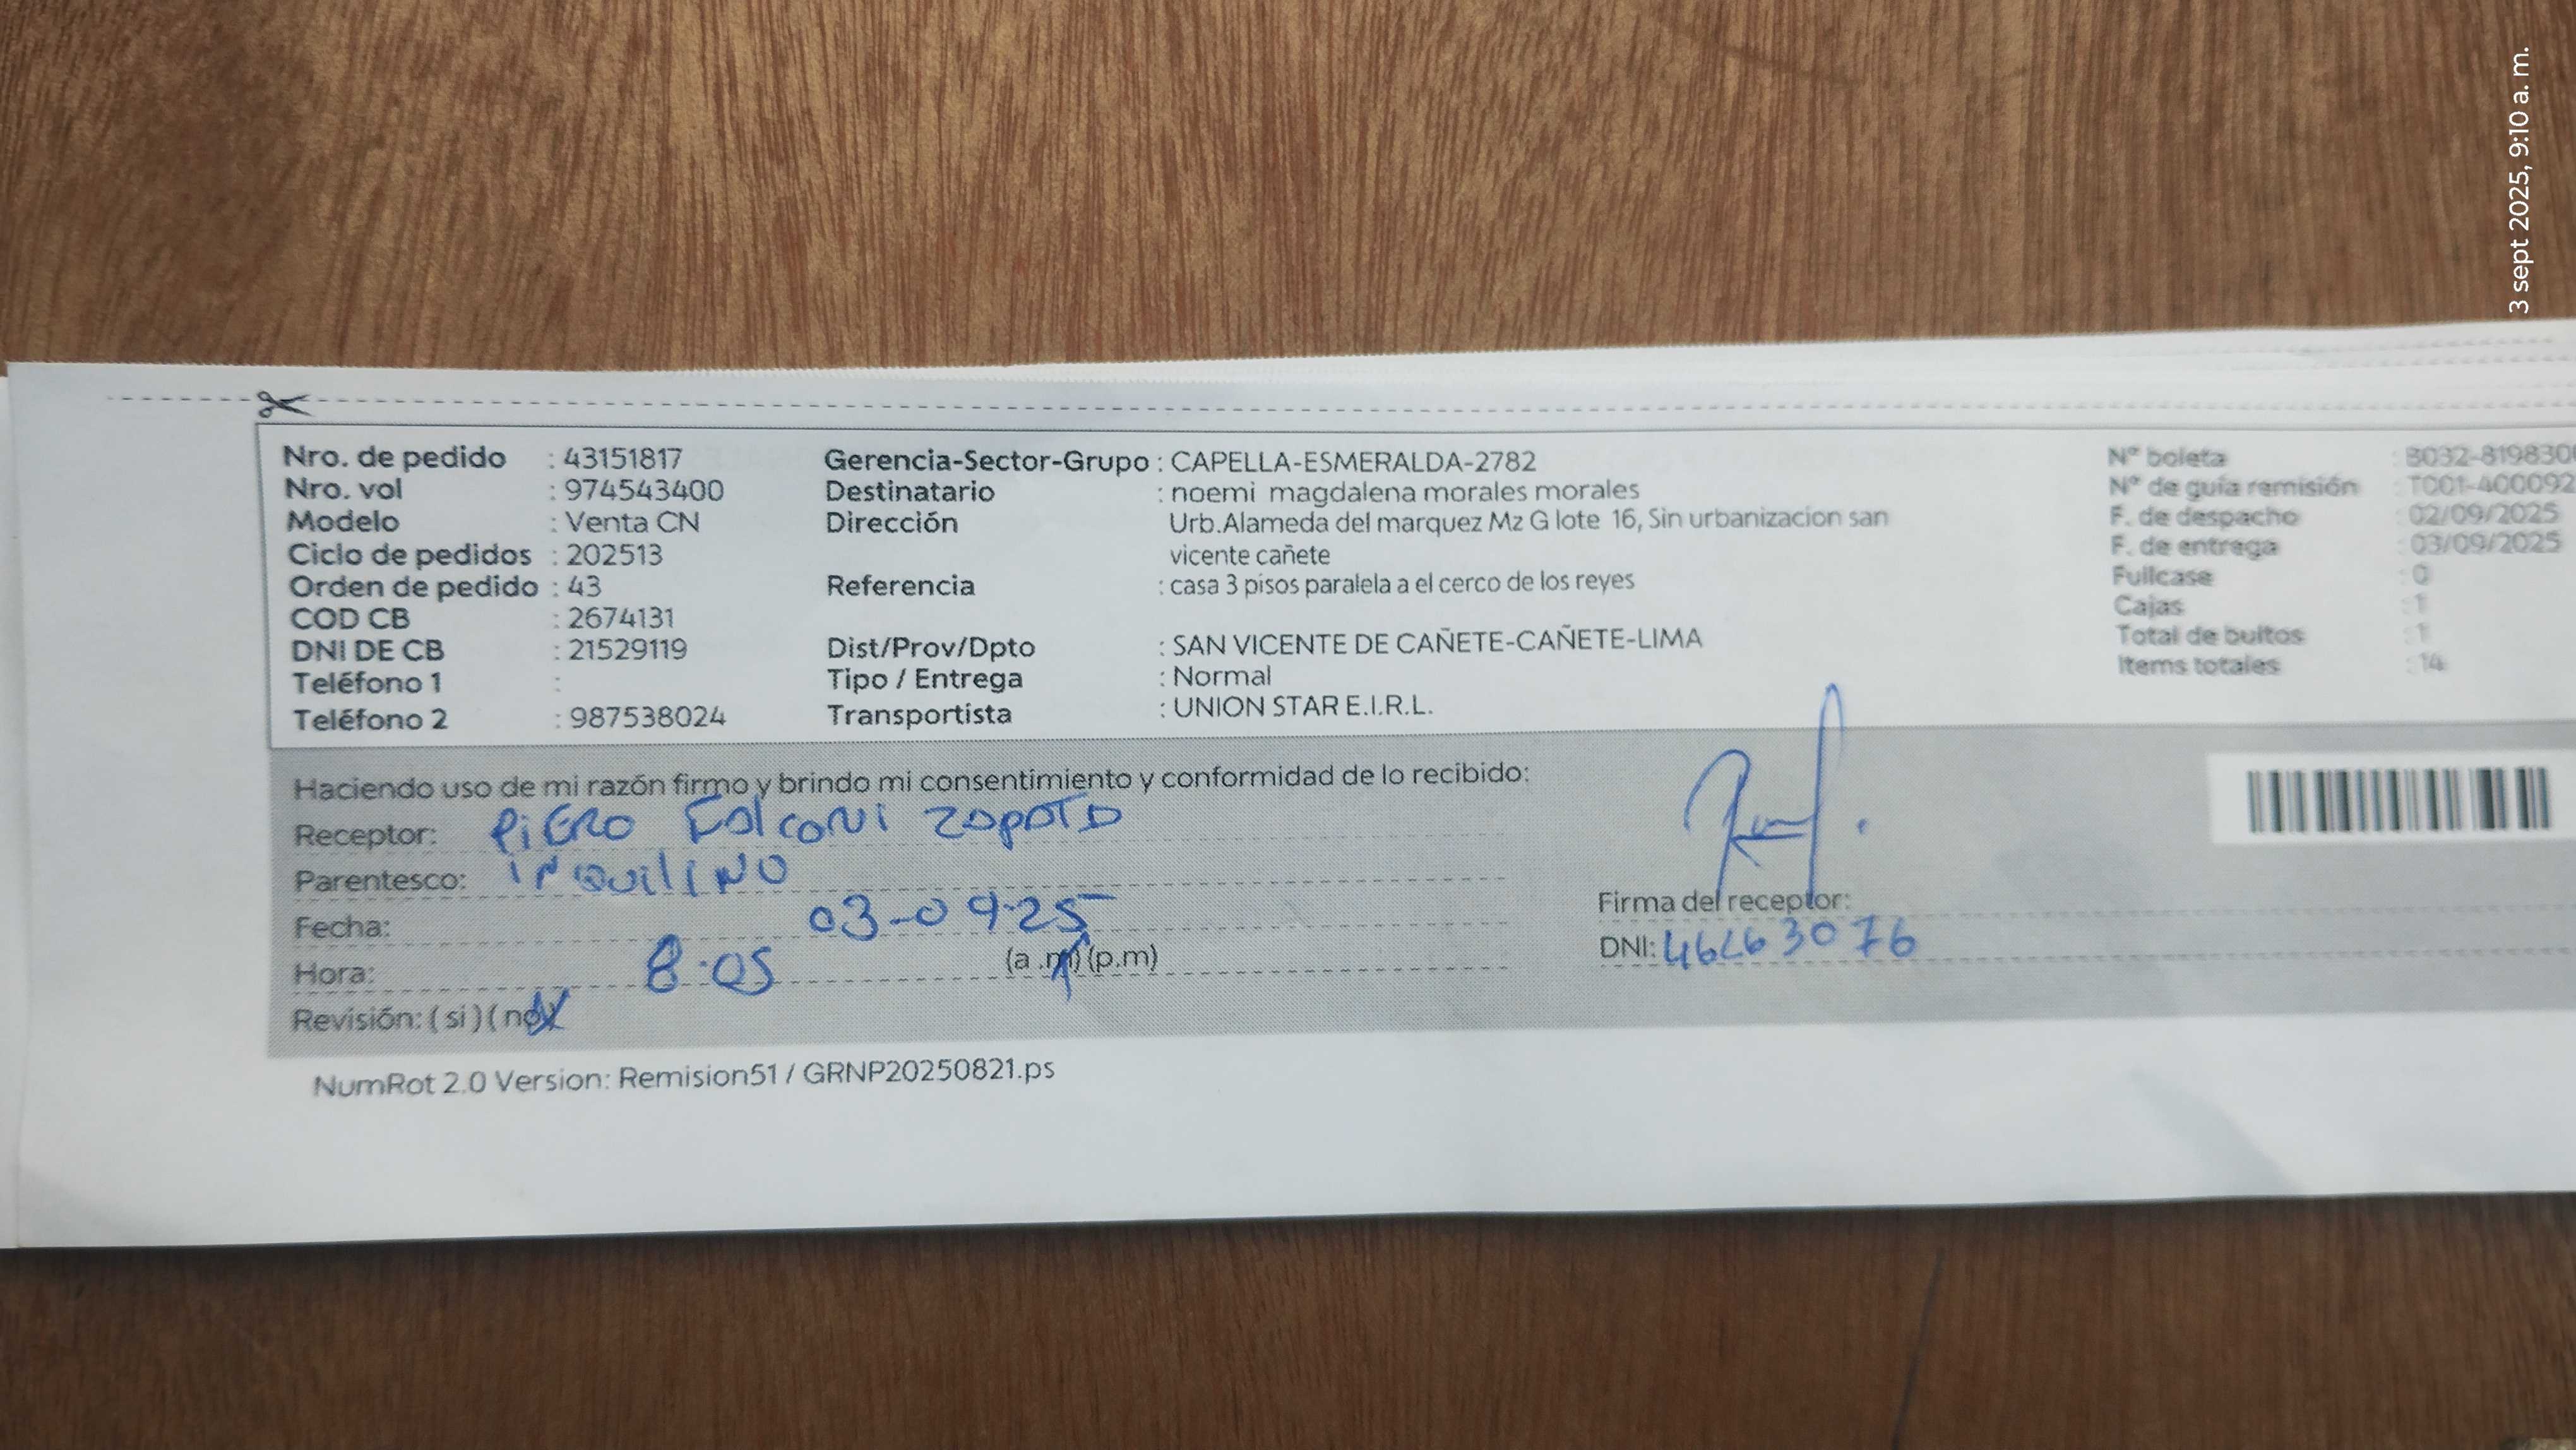 3 sept 2025, 9:10 a. m.
Nro. de pedido : 43151817
Nro. vol : 974543400
Modelo : Venta CN
Ciclo de pedidos : 202513
Orden de pedido : 43
COD CB : 2674131
DNI DE CB : 21529119
Teléfono 1 :
Teléfono 2 : 987538024
Gerencia-Sector-Grupo : CAPELLA-ESMERALDA-2782
Destinatario : noemi magdalena morales morales
Dirección Urb.Alameda del marquez Mz G lote 16, Sin urbanizacion san
vicente cañete
Referencia : casa 3 pisos paralela a el cerco de los reyes
Dist/Prov/Dpto : SAN VICENTE DE CAÑETE-CAÑETE-LIMA
Tipo / Entrega : Normal
Transportista : UNION STAR E.I.R.L.
N° boleta : B032-819830
N° de guía remisión : T001-400092
F. de despacho : 02/09/2025
F. de entrega : 03/09/2025
Fullcase : 0
Cajas : 1
Total de bultos : 1
Items totales : 14
Haciendo uso de mi razón firmo y brindo mi consentimiento y conformidad de lo recibido:
Receptor: PiERO FalcoNi Zapata
Parentesco: iNQuiliNO
Fecha: 03-09-25
Hora: 8:05 (a .m) (p.m)
Revisión: ( si ) ( no )
Firma del receptor:
DNI:
NumRot 2.0 Version: Remision51 / GRNP20250821.ps